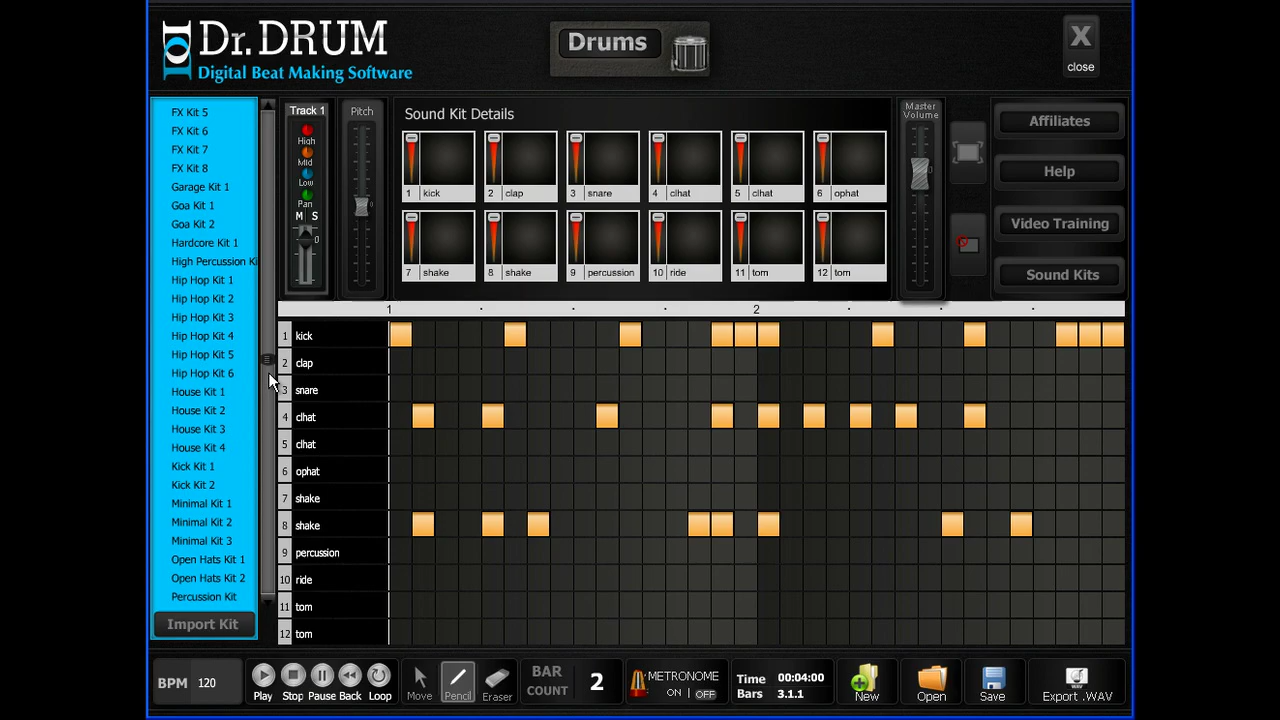 Dr.DRUM
Digital Beat Making Software
Drums
X
close
FX Kit 5
FX Kit 6
FX Kit 7
FX Kit 8
Garage Kit 1
Goa Kit 1
Goa Kit 2
Hardcore Kit 1
High Percussion Ki
Hip Hop Kit 1
Hip Hop Kit 2
Hip Hop Kit 3
Hip Hop Kit 4
Hip Hop Kit 5
Hip Hop Kit 6
House Kit 1
House Kit 2
House Kit 3
House Kit 4
Kick Kit 1
Kick Kit 2
Minimal Kit 1
Minimal Kit 2
Minimal Kit 3
Open Hats Kit 1
Open Hats Kit 2
Percussion Kit
Import Kit
Track 1
High
Mid
Low
Pan
M S
0
Pitch
0
Sound Kit Details
1 kick
2 clap
3 snare
4 clhat
5 clhat
6 ophat
7 shake
8 shake
9 percussion
10 ride
11 tom
12 tom
Master
Volume
0
Affiliates
Help
Video Training
Sound Kits
1 2
1 kick
2 clap
3 snare
4 clhat
5 clhat
6 ophat
7 shake
8 shake
9 percussion
10 ride
11 tom
12 tom
BPM 120
Play
Stop
Pause
Back
Loop
Move
Pencil
Eraser
BAR
COUNT
2
METRONOME
ON | OFF
Time 00:04:00
Bars 3.1.1
New
Open
Save
WAV
Export .WAV